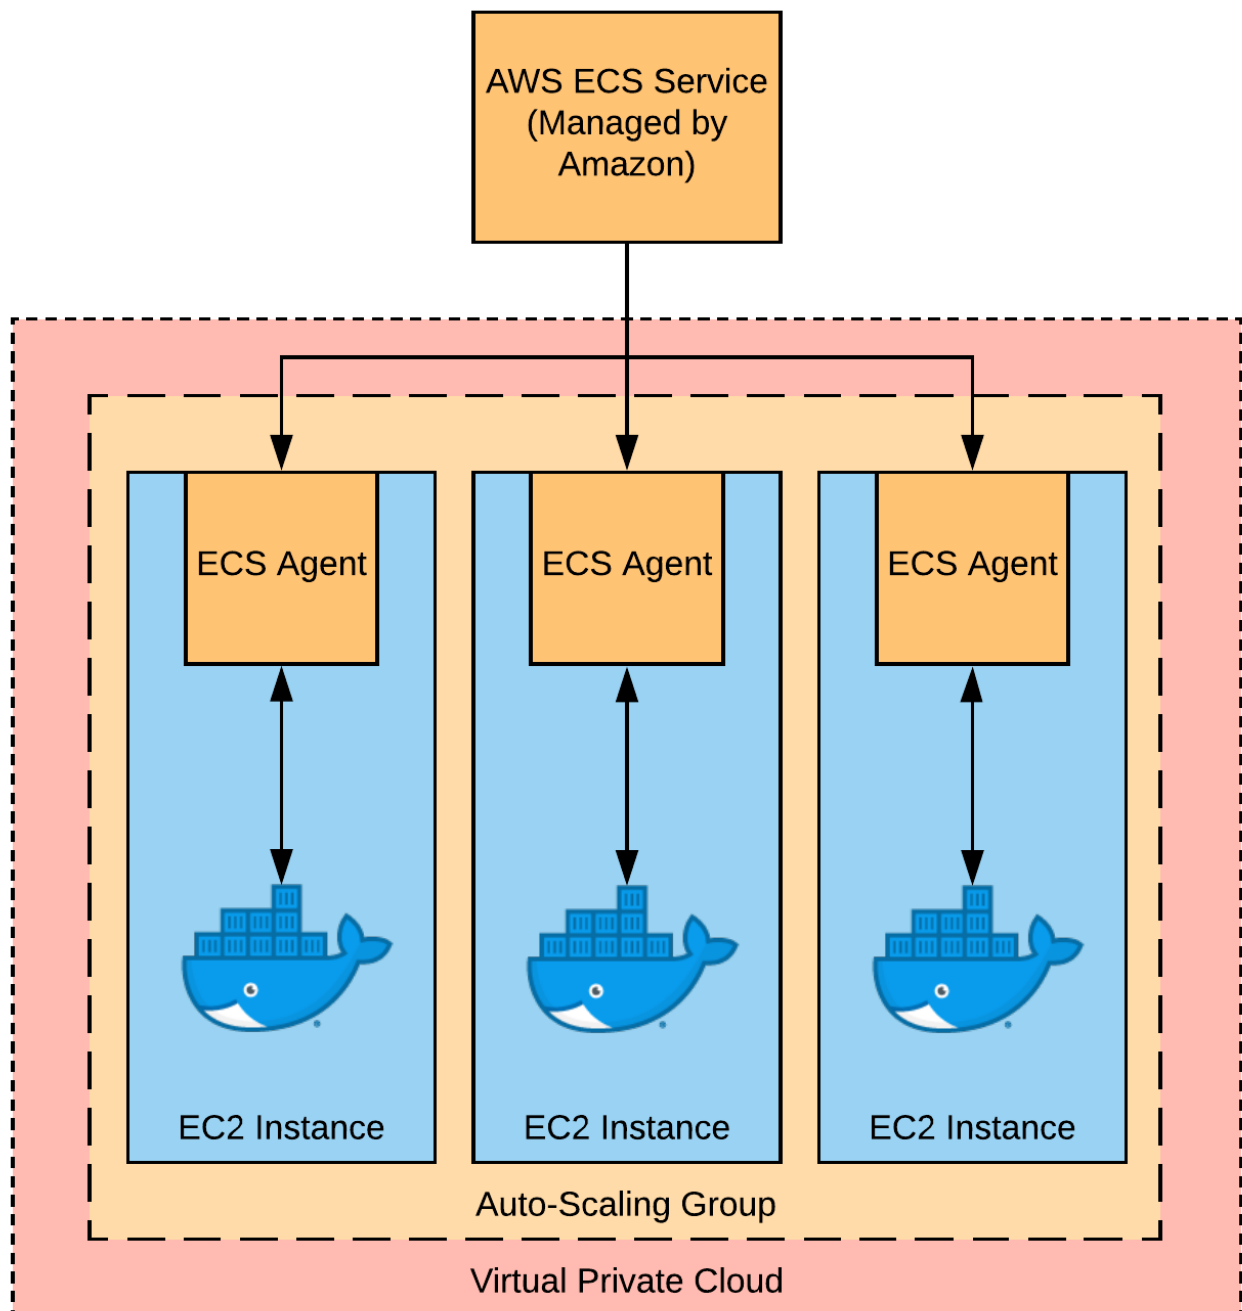 AWS ECS Service
(Managed by
Amazon)
ECS Agent
ECS Agent
ECS Agent
EC2 Instance
EC2 Instance
EC2 Instance
Auto-Scaling Group
Virtual Private Cloud